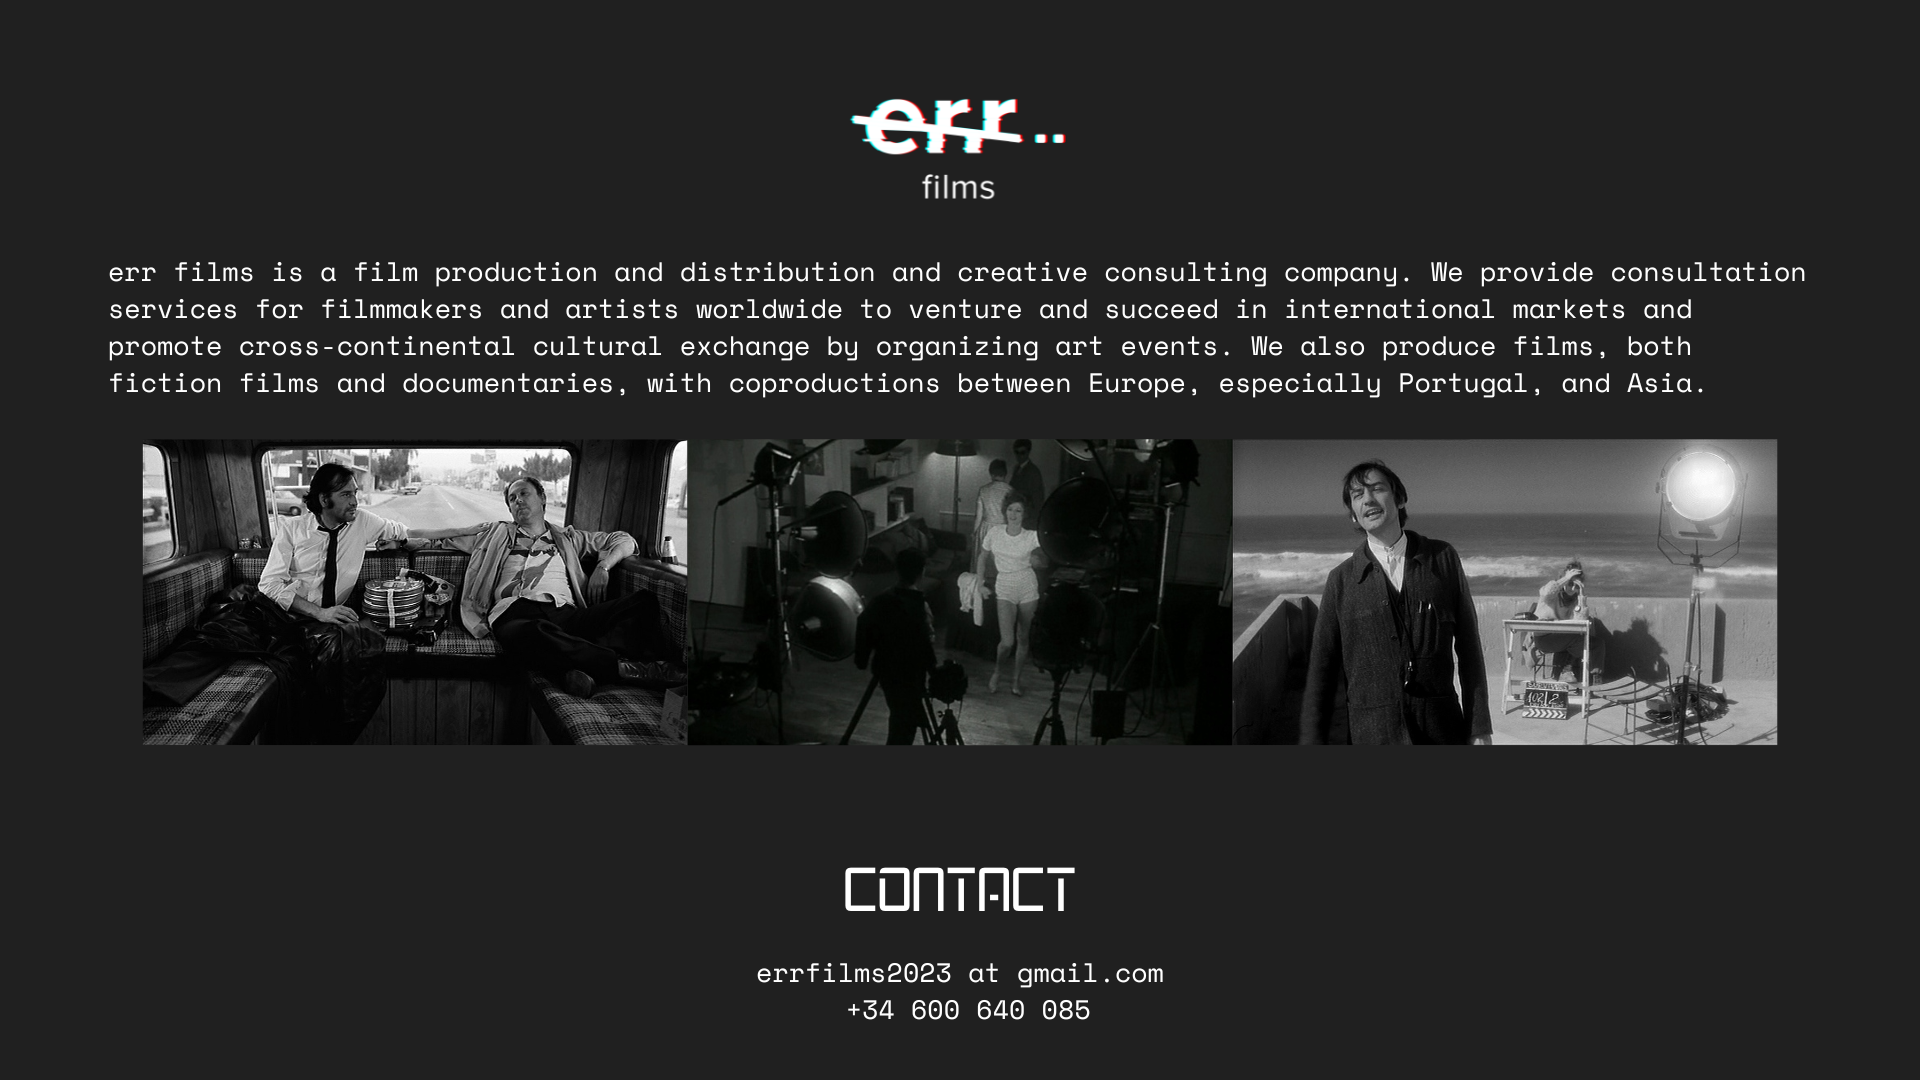 err..
films
err films is a film production and distribution and creative consulting company. We provide consultation
services for filmmakers and artists worldwide to venture and succeed in international markets and
promote cross-continental cultural exchange by organizing art events. We also produce films, both
fiction films and documentaries, with coproductions between Europe, especially Portugal, and Asia.
CONTACT
errfilms2023 at gmail.com
+34 600 640 085